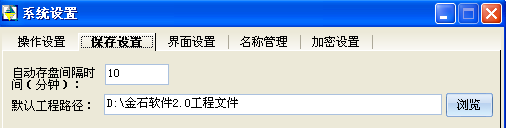 系统设置
操作设置 保存设置 界面设置 名称管理 加密设置
自动存盘间隔时
间（分钟）： 10
默认工程路径： D:\金石软件2.0工程文件 浏览